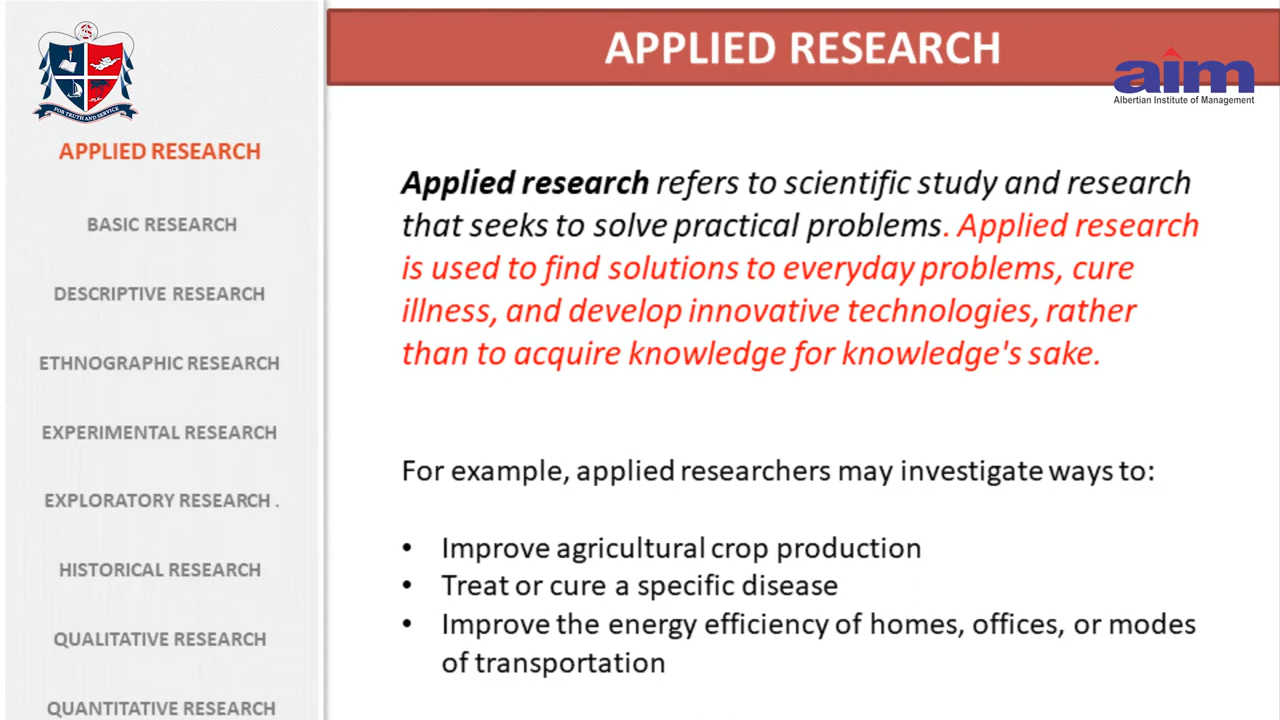 FOR TRUTH AND SERVICE
APPLIED RESEARCH
BASIC RESEARCH
DESCRIPTIVE RESEARCH
ETHNOGRAPHIC RESEARCH
EXPERIMENTAL RESEARCH
EXPLORATORY RESEARCH .
HISTORICAL RESEARCH
QUALITATIVE RESEARCH
QUANTITATIVE RESEARCH
APPLIED RESEARCH
aim
Albertian Institute of Management
Applied research refers to scientific study and research
that seeks to solve practical problems. Applied research
is used to find solutions to everyday problems, cure
illness, and develop innovative technologies, rather
than to acquire knowledge for knowledge's sake.
For example, applied researchers may investigate ways to:
• Improve agricultural crop production
• Treat or cure a specific disease
• Improve the energy efficiency of homes, offices, or modes
of transportation